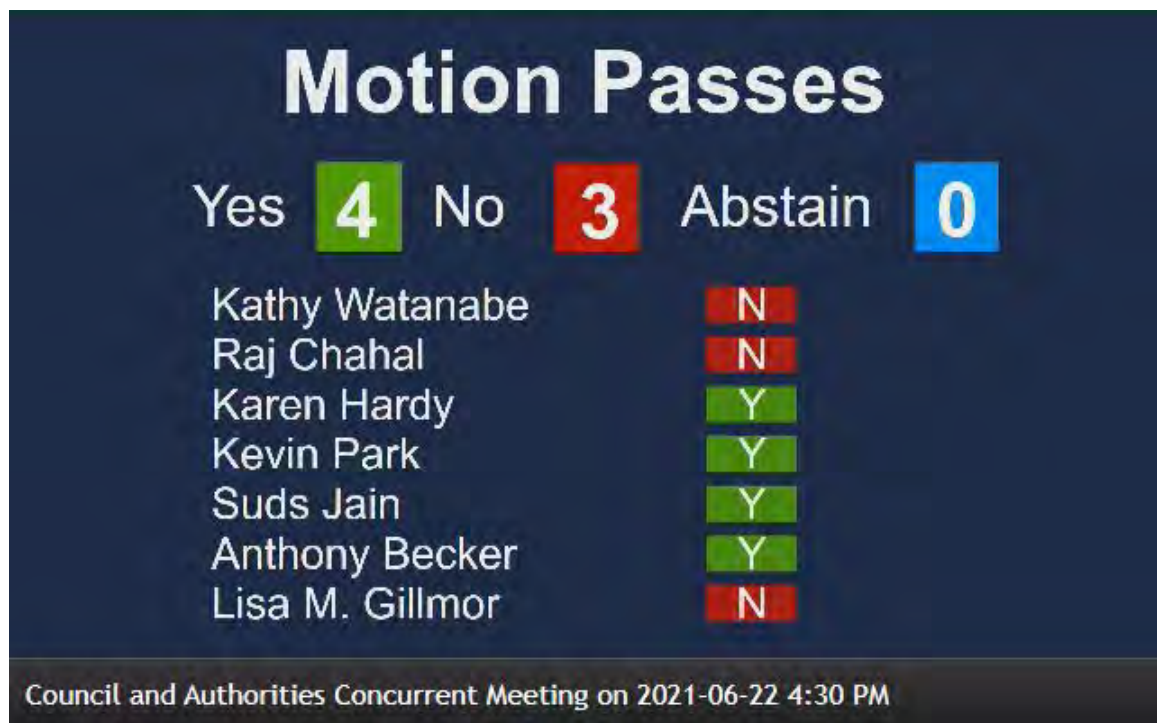 Motion Passes
Yes 4 No 3 Abstain 0
Kathy Watanabe N
Raj Chahal N
Karen Hardy Y
Kevin Park Y
Suds Jain Y
Anthony Becker Y
Lisa M. Gillmor N
Council and Authorities Concurrent Meeting on 2021-06-22 4:30 PM